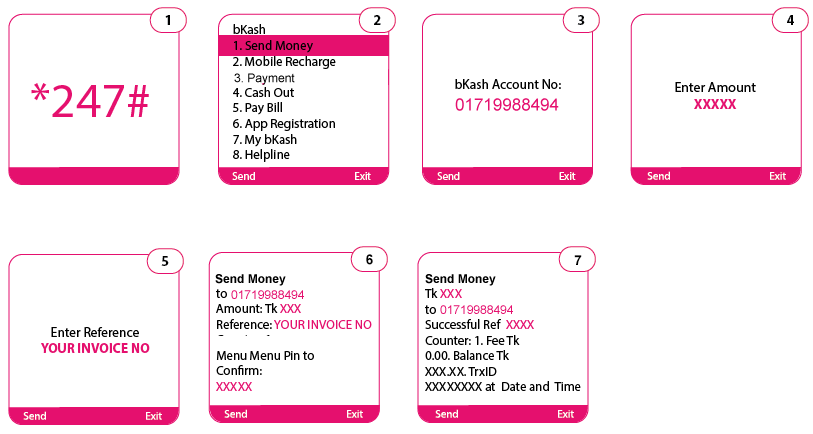 1
*247#
2
bKash
1. Send Money
2. Mobile Recharge
3. Payment
4. Cash Out
5. Pay Bill
6. App Registration
7. My bKash
8. Helpline
Send Exit
3
bKash Account No:
01719988494
Send Exit
4
Enter Amount
XXXXX
Send Exit
5
Enter Reference
YOUR INVOICE NO
Send Exit
6
Send Money
to 01719988494
Amount: Tk XXX
Reference: YOUR INVOICE NO
Menu Menu Pin to
Confirm:
XXXXX
Send Exit
7
Send Money
Tk XXX
to 01719988494
Successful Ref XXXX
Counter: 1. Fee Tk
0.00. Balance Tk
XXX.XX. TrxID
XXXXXXXX at Date and Time
Send Exit